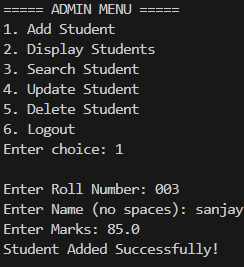 ===== ADMIN MENU =====
1. Add Student
2. Display Students
3. Search Student
4. Update Student
5. Delete Student
6. Logout
Enter choice: 1
Enter Roll Number: 003
Enter Name (no spaces): sanjay
Enter Marks: 85.0
Student Added Successfully!